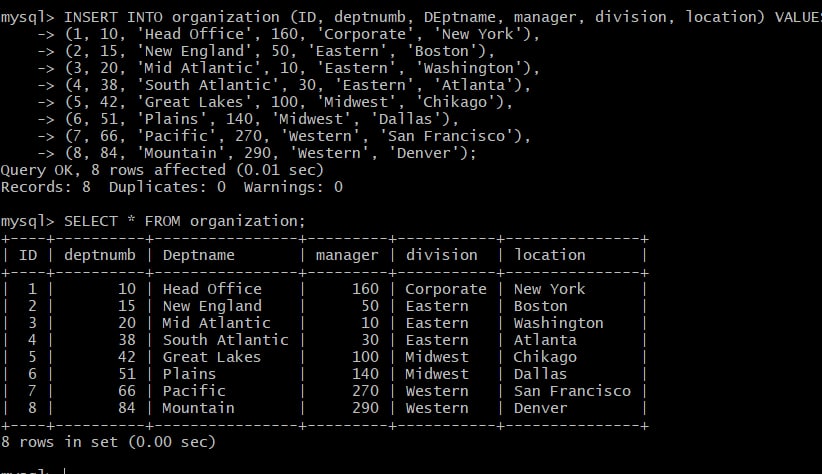 mysql> INSERT INTO organization (ID, deptnumb, DEptname, manager, division, location) VALUES
    -> (1, 10, 'Head Office', 160, 'Corporate', 'New York'),
    -> (2, 15, 'New England', 50, 'Eastern', 'Boston'),
    -> (3, 20, 'Mid Atlantic', 10, 'Eastern', 'Washington'),
    -> (4, 38, 'South Atlantic', 30, 'Eastern', 'Atlanta'),
    -> (5, 42, 'Great Lakes', 100, 'Midwest', 'Chikago'),
    -> (6, 51, 'Plains', 140, 'Midwest', 'Dallas'),
    -> (7, 66, 'Pacific', 270, 'Western', 'San Francisco'),
    -> (8, 84, 'Mountain', 290, 'Western', 'Denver');
Query OK, 8 rows affected (0.01 sec)
Records: 8  Duplicates: 0  Warnings: 0

mysql> SELECT * FROM organization;
+----+----------+----------------+---------+-----------+---------------+
| ID | deptnumb | Deptname       | manager | division  | location      |
+----+----------+----------------+---------+-----------+---------------+
|  1 |       10 | Head Office    |     160 | Corporate | New York      |
|  2 |       15 | New England    |      50 | Eastern   | Boston        |
|  3 |       20 | Mid Atlantic   |      10 | Eastern   | Washington    |
|  4 |       38 | South Atlantic |      30 | Eastern   | Atlanta       |
|  5 |       42 | Great Lakes    |     100 | Midwest   | Chikago       |
|  6 |       51 | Plains         |     140 | Midwest   | Dallas        |
|  7 |       66 | Pacific        |     270 | Western   | San Francisco |
|  8 |       84 | Mountain       |     290 | Western   | Denver        |
+----+----------+----------------+---------+-----------+---------------+
8 rows in set (0.00 sec)

mysql>